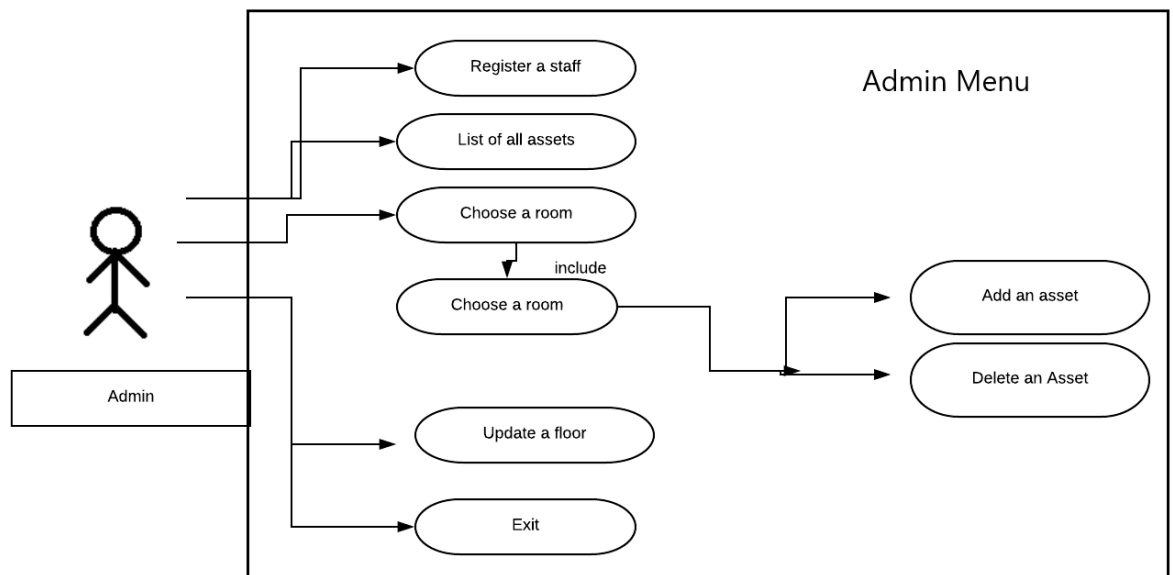 Register a staff
Admin Menu
List of all assets
Choose a room
include
Choose a room
Add an asset
Delete an Asset
Admin
Update a floor
Exit